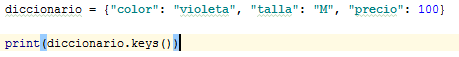 diccionario = {"color": "violeta", "talla": "M", "precio": 100}
print(diccionario.keys())